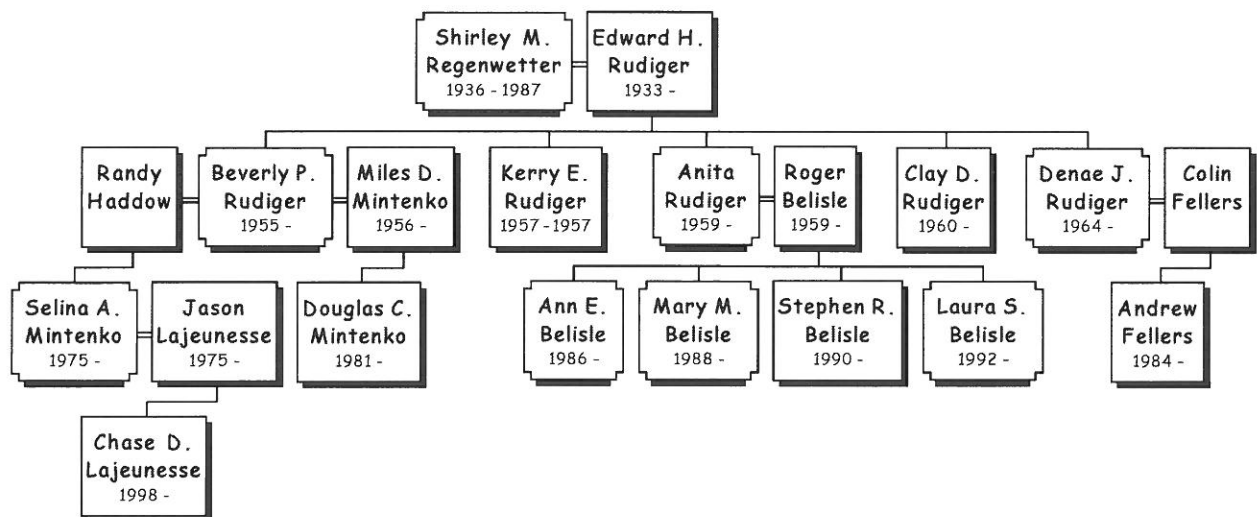 Shirley M.
Regenwetter
1936 - 1987
Edward H.
Rudiger
1933 -
Randy
Haddow
Beverly P.
Rudiger
1955 -
Miles D.
Mintenko
1956 -
Kerry E.
Rudiger
1957 - 1957
Anita
Rudiger
1959 -
Roger
Belisle
1959 -
Clay D.
Rudiger
1960 -
Denae J.
Rudiger
1964 -
Colin
Fellers
Selina A.
Mintenko
1975 -
Jason
Lajeunesse
1975 -
Douglas C.
Mintenko
1981 -
Ann E.
Belisle
1986 -
Mary M.
Belisle
1988 -
Stephen R.
Belisle
1990 -
Laura S.
Belisle
1992 -
Andrew
Fellers
1984 -
Chase D.
Lajeunesse
1998 -